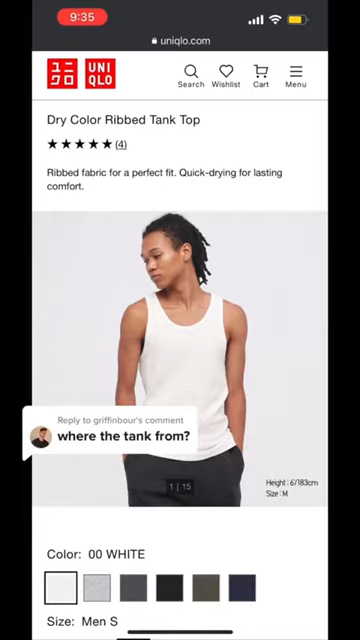 9:35
uniqlo.com
ユニ
クロ
UNI
QLO
Search
Wishlist
Cart
Menu
Dry Color Ribbed Tank Top
★★★★★ (4)
Ribbed fabric for a perfect fit. Quick-drying for lasting
comfort.
Reply to griffinbour's comment
where the tank from?
1 | 15
Height: 6/183cm
Size: M
Color: 00 WHITE
Size: Men S